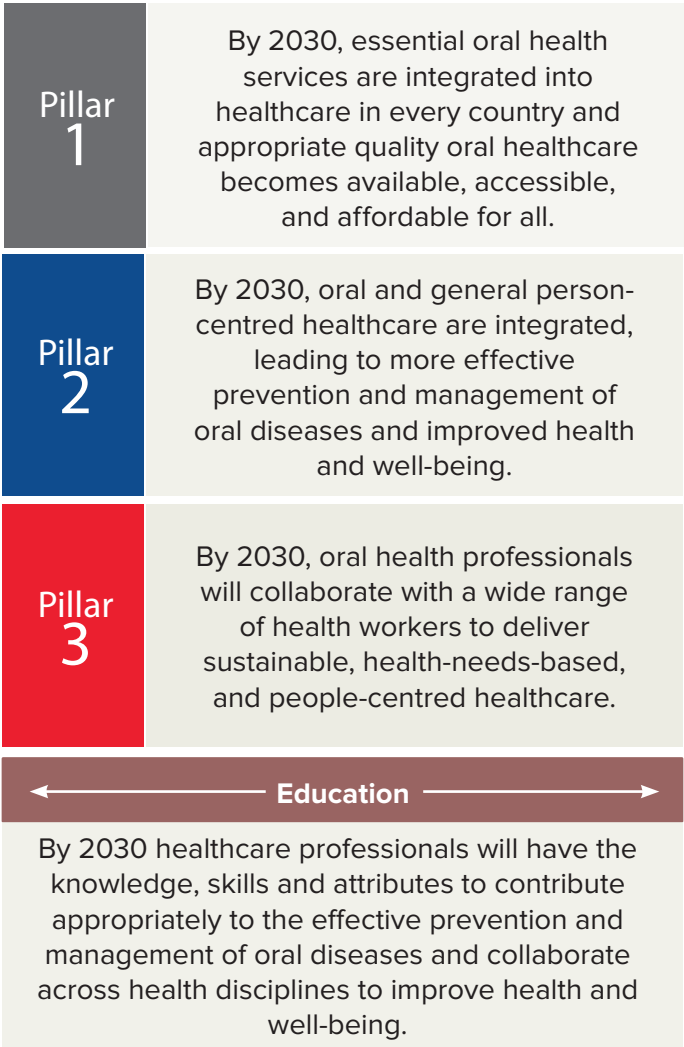 Pillar
1
By 2030, essential oral health
services are integrated into
healthcare in every country and
appropriate quality oral healthcare
becomes available, accessible,
and affordable for all.
Pillar
2
By 2030, oral and general person-
centred healthcare are integrated,
leading to more effective
prevention and management of
oral diseases and improved health
and well-being.
Pillar
3
By 2030, oral health professionals
will collaborate with a wide range
of health workers to deliver
sustainable, health-needs-based,
and people-centred healthcare.
Education
By 2030 healthcare professionals will have the
knowledge, skills and attributes to contribute
appropriately to the effective prevention and
management of oral diseases and collaborate
across health disciplines to improve health and
well-being.